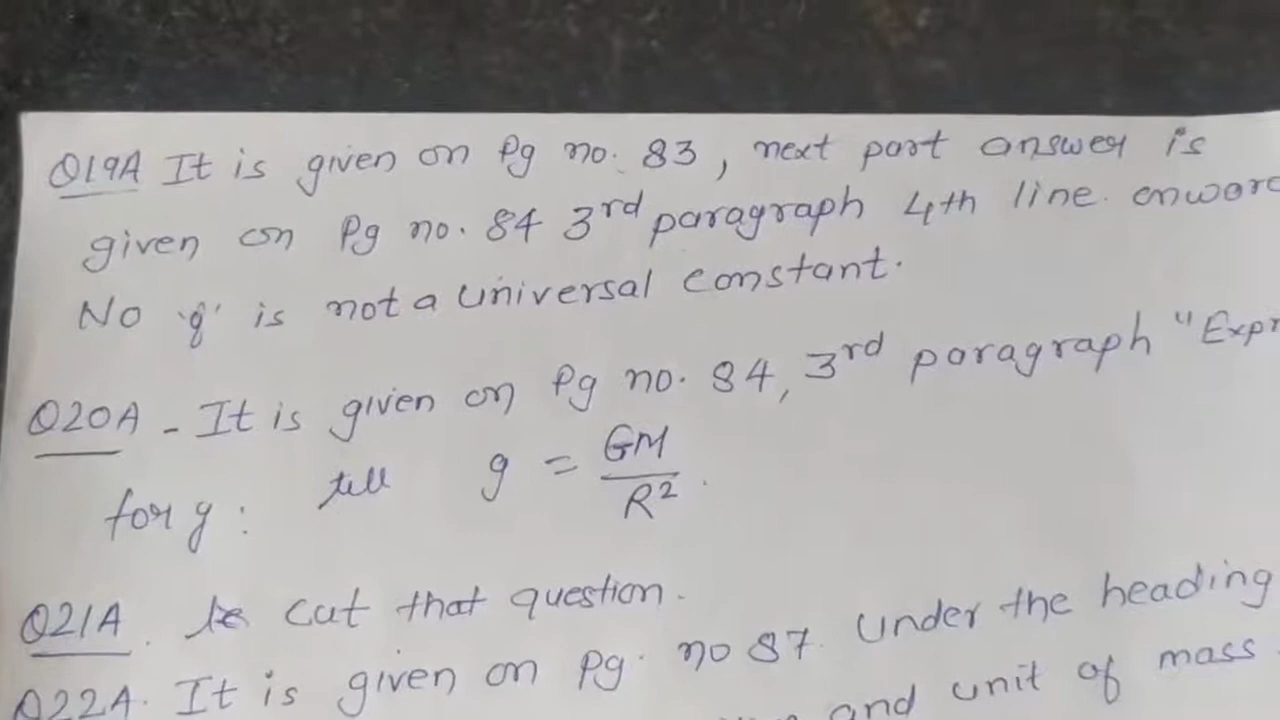 Q19A It is given on Pg no. 83, next part answer is
given on Pg no. 84 3rd paragraph 4th line. onward
No 'g' is not a universal constant.
Q20A - It is given on Pg no. 84, 3rd paragraph "Expr
for g: till g = GM/R²
Q21A. cut that question.
Q22A. It is given on Pg. no 87. Under the heading
and unit of mass